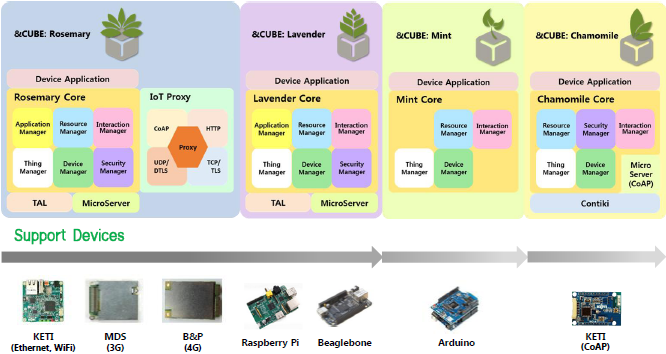 &CUBE: Rosemary
Device Application
Rosemary Core
Application
Manager
Resource
Manager
Interaction
Manager
Thing
Manager
Device
Manager
Security
Manager
TAL
MicroServer
IoT Proxy
CoAP
HTTP
Proxy
UDP/
DTLS
TCP/
TLS
&CUBE: Lavender
Device Application
Lavender Core
Application
Manager
Resource
Manager
Interaction
Manager
Thing
Manager
Device
Manager
Security
Manager
TAL
MicroServer
&CUBE: Mint
Device Application
Mint Core
Resource
Manager
Interaction
Manager
Thing
Manager
Device
Manager
&CUBE: Chamomile
Device Application
Chamomile Core
Resource
Manager
Security
Manager
Interaction
Manager
Thing
Manager
Device
Manager
Micro
Server
(CoAP)
Contiki
Support Devices
KETI
(Ethernet, WiFi)
MDS
(3G)
B&P
(4G)
Raspberry Pi
Beaglebone
Arduino
KETI
(CoAP)